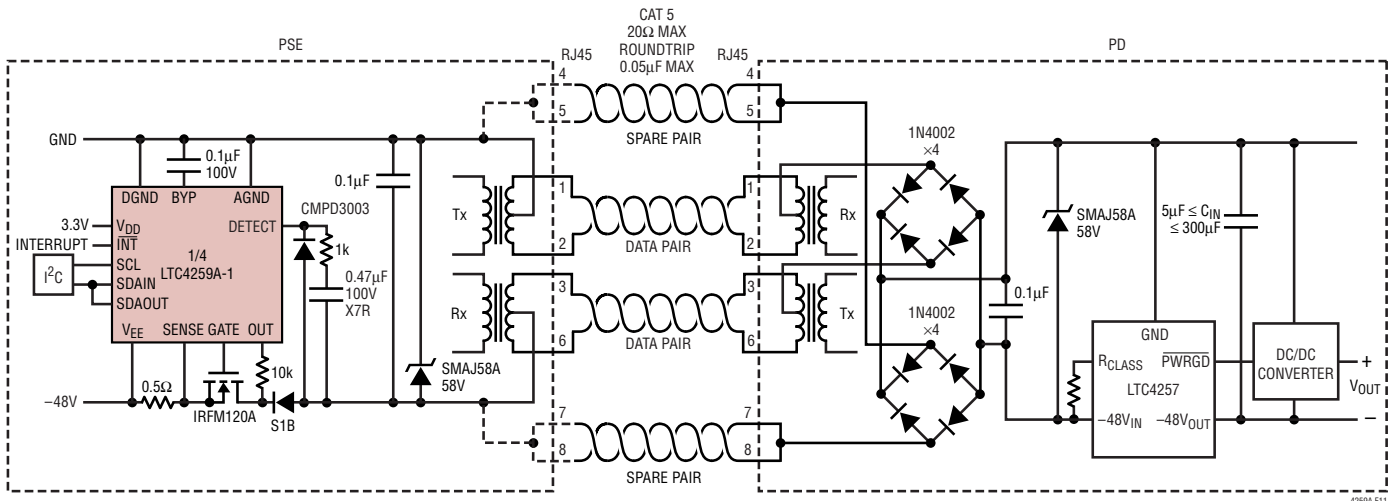 CAT 5
20Ω MAX
ROUNDTRIP
0.05μF MAX
PSE
RJ45
RJ45
PD
4
5
4
5
SPARE PAIR
1N4002
×4
GND
0.1μF
100V
0.1μF
DGND BYP AGND
CMPD3003
DETECT
1k
3.3V
VDD
INTERRUPT
INT
SCL
I2C
SDAIN
SDAOUT
1/4
LTC4259A-1
0.47μF
100V
X7R
VEE SENSE GATE OUT
10k
0.5Ω
–48V
IRFM120A
S1B
SMAJ58A
58V
Tx
1
2
DATA PAIR
1
2
Rx
Rx
3
6
DATA PAIR
3
6
Tx
7
8
SPARE PAIR
7
8
0.1μF
1N4002
×4
SMAJ58A
58V
5μF ≤ CIN
≤ 300μF
GND
RCLASS
PWRGD
LTC4257
–48VIN
–48VOUT
DC/DC
CONVERTER
+
VOUT
–
4259A F11